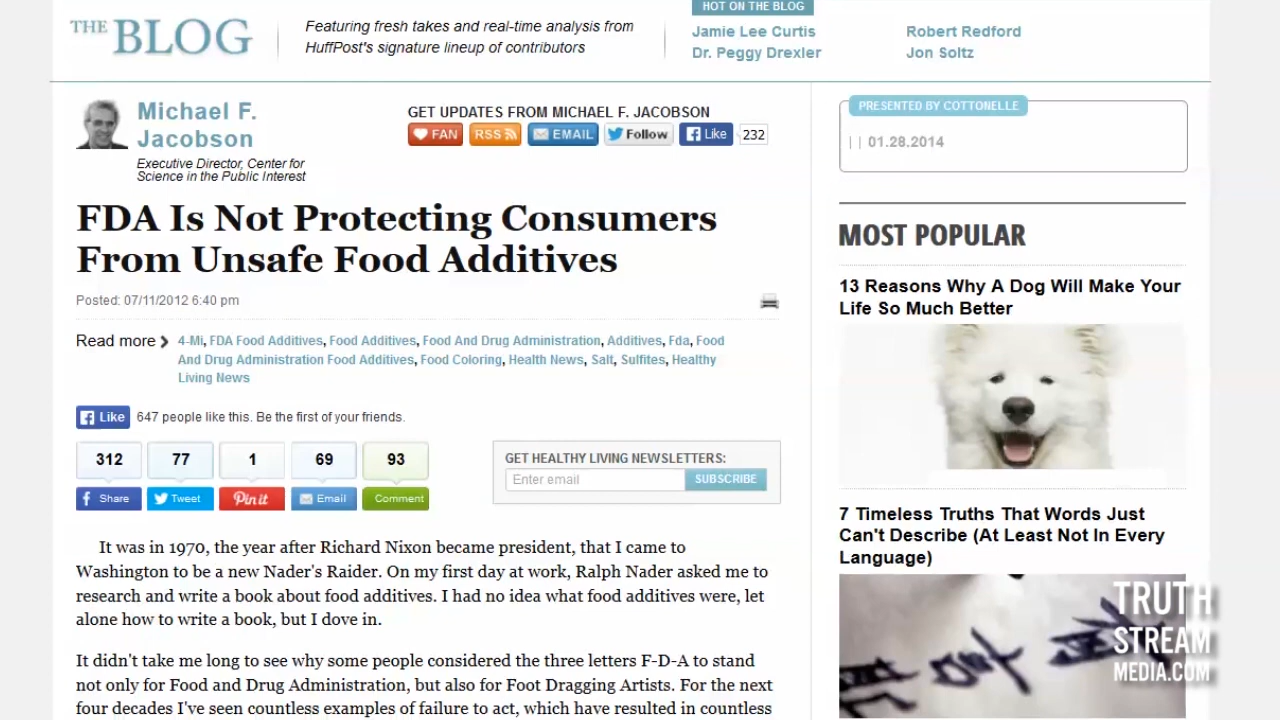 THE BLOG
Featuring fresh takes and real-time analysis from
HuffPost's signature lineup of contributors
HOT ON THE BLOG
Jamie Lee Curtis
Dr. Peggy Drexler
Robert Redford
Jon Soltz
Michael F.
Jacobson
Executive Director, Center for
Science in the Public Interest
GET UPDATES FROM MICHAEL F. JACOBSON
FAN
RSS
EMAIL
Follow
Like
232
FDA Is Not Protecting Consumers
From Unsafe Food Additives
Posted: 07/11/2012 6:40 pm
Read more
4-Mi, FDA Food Additives, Food Additives, Food And Drug Administration, Additives, Fda, Food
And Drug Administration Food Additives, Food Coloring, Health News, Salt, Sulfites, Healthy
Living News
Like
647 people like this. Be the first of your friends.
312
77
1
69
93
Share
Tweet
Pin it
Email
Comment
GET HEALTHY LIVING NEWSLETTERS:
Enter email
SUBSCRIBE
It was in 1970, the year after Richard Nixon became president, that I came to
Washington to be a new Nader's Raider. On my first day at work, Ralph Nader asked me to
research and write a book about food additives. I had no idea what food additives were, let
alone how to write a book, but I dove in.
It didn't take me long to see why some people considered the three letters F-D-A to stand
not only for Food and Drug Administration, but also for Foot Dragging Artists. For the next
four decades I've seen countless examples of failure to act, which have resulted in countless
PRESENTED BY COTTONELLE
| | 01.28.2014
MOST POPULAR
13 Reasons Why A Dog Will Make Your
Life So Much Better
7 Timeless Truths That Words Just
Can't Describe (At Least Not In Every
Language)
TRUTH
STREAM
MEDIA.COM